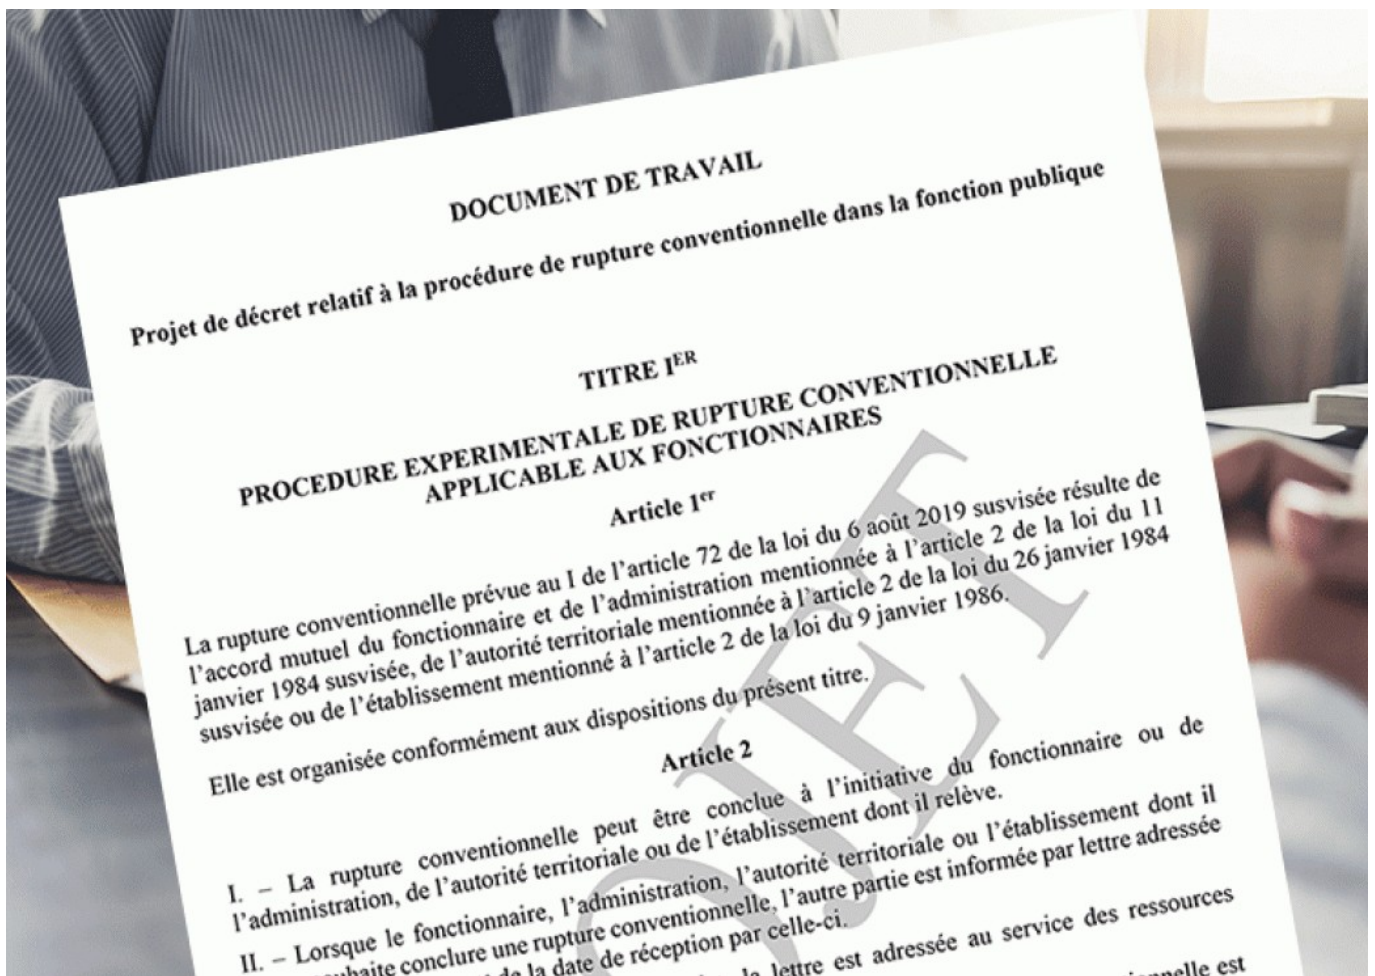 DOCUMENT DE TRAVAIL
Projet de décret relatif à la procédure de rupture conventionnelle dans la fonction publique
TITRE IER
PROCEDURE EXPERIMENTALE DE RUPTURE CONVENTIONNELLE
APPLICABLE AUX FONCTIONNAIRES
Article 1er
La rupture conventionnelle prévue au I de l’article 72 de la loi du 6 août 2019 susvisée résulte de
l’accord mutuel du fonctionnaire et de l’administration mentionnée à l’article 2 de la loi du 11
janvier 1984 susvisée, de l’autorité territoriale mentionnée à l’article 2 de la loi du 26 janvier 1984
susvisée ou de l’établissement mentionné à l’article 2 de la loi du 9 janvier 1986.
Elle est organisée conformément aux dispositions du présent titre.
Article 2
I. – La rupture conventionnelle peut être conclue à l’initiative du fonctionnaire ou de
l’administration, de l’autorité territoriale ou de l’établissement dont il relève.
II. – Lorsque le fonctionnaire, l’administration, l’autorité territoriale ou l’établissement dont il
conclure une rupture conventionnelle, l’autre partie est informée par lettre adressée
de la date de réception par celle-ci.
lettre est adressée au service des ressources
est